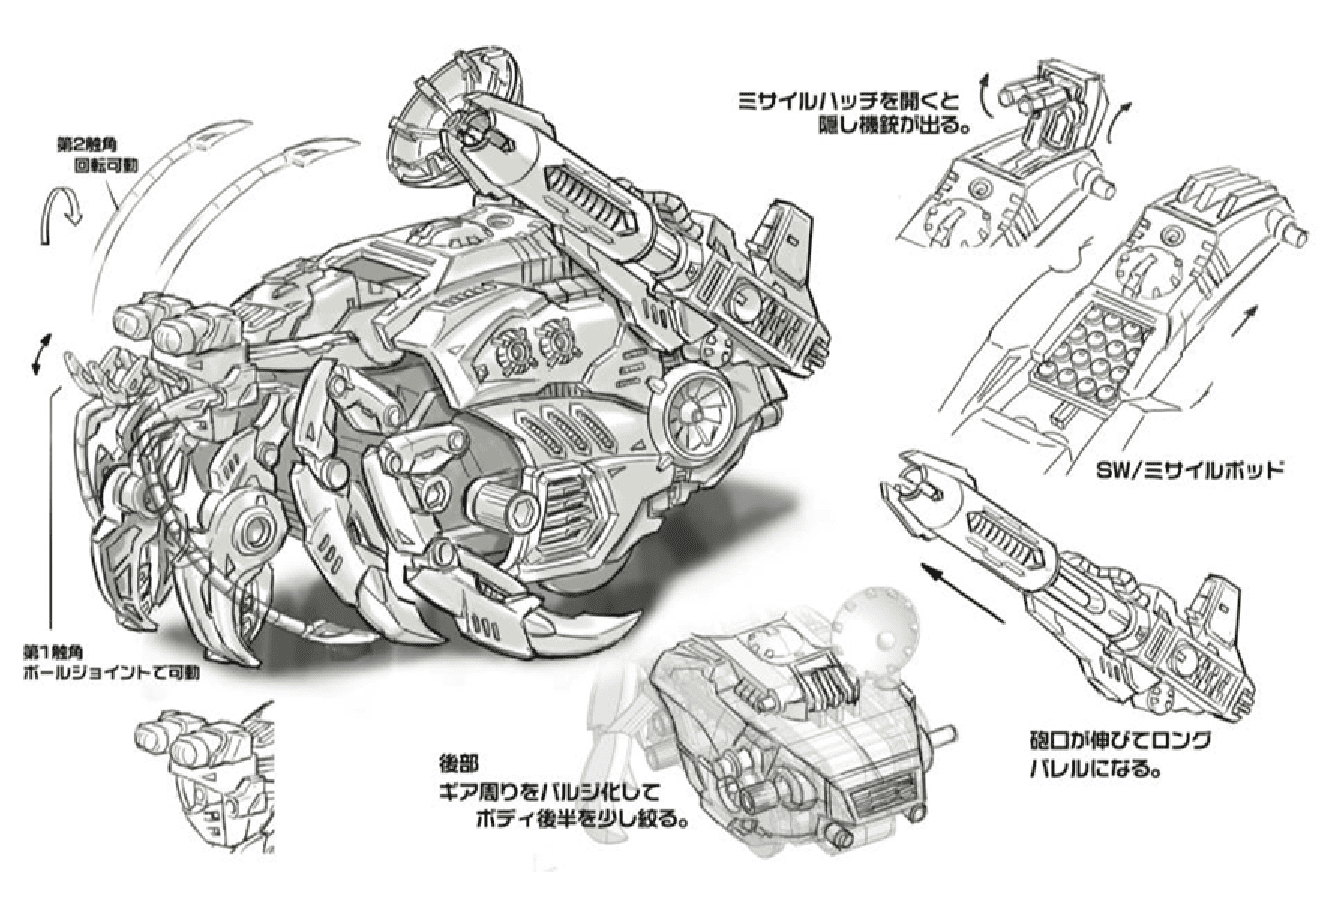 第2触角
回転可動
ミサイルハッチを開くと
隠し機銃が出る。
SW/ミサイルポッド
第1触角
ボールジョイントで可動
砲口が伸びてロング
バレルになる。
後部
ギア周りをバルジ化して
ボディ後半を少し絞る。